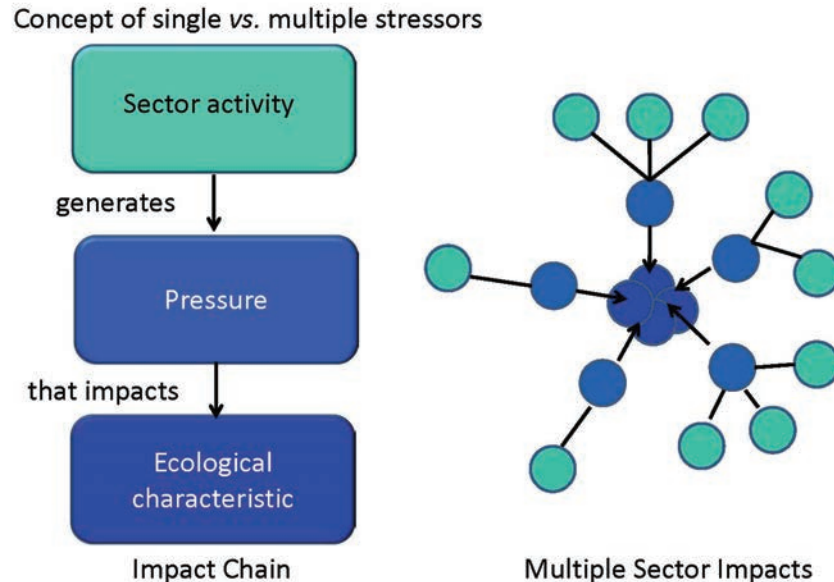 Concept of single vs. multiple stressors
Sector activity
generates
Pressure
that impacts
Ecological
characteristic
Impact Chain
Multiple Sector Impacts